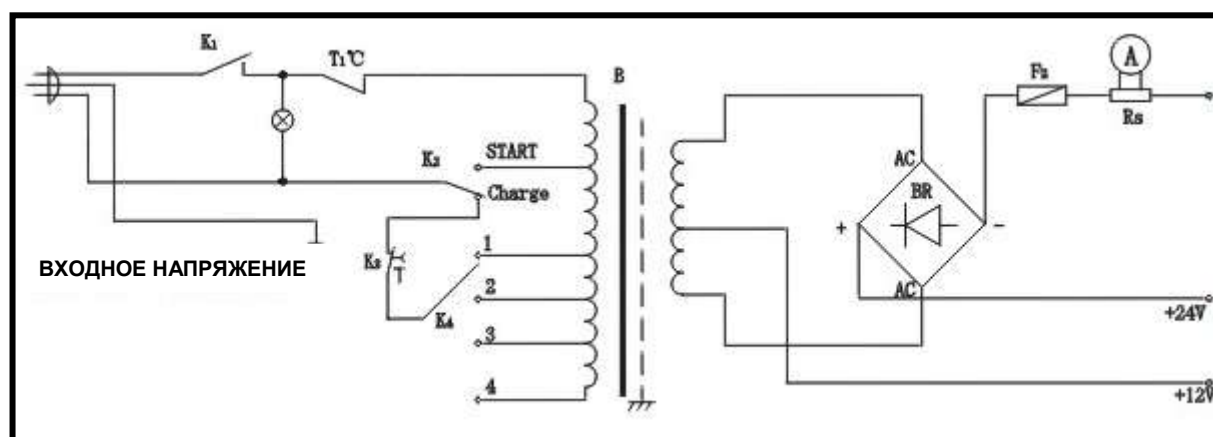 K₁
T₁℃
B
F₂
A
Rs
START
K₂
Charge
AC
BR
+
-
1
K₃
T
ВХОДНОЕ НАПРЯЖЕНИЕ
2
AC
K₄
+24V
3
4
+12V